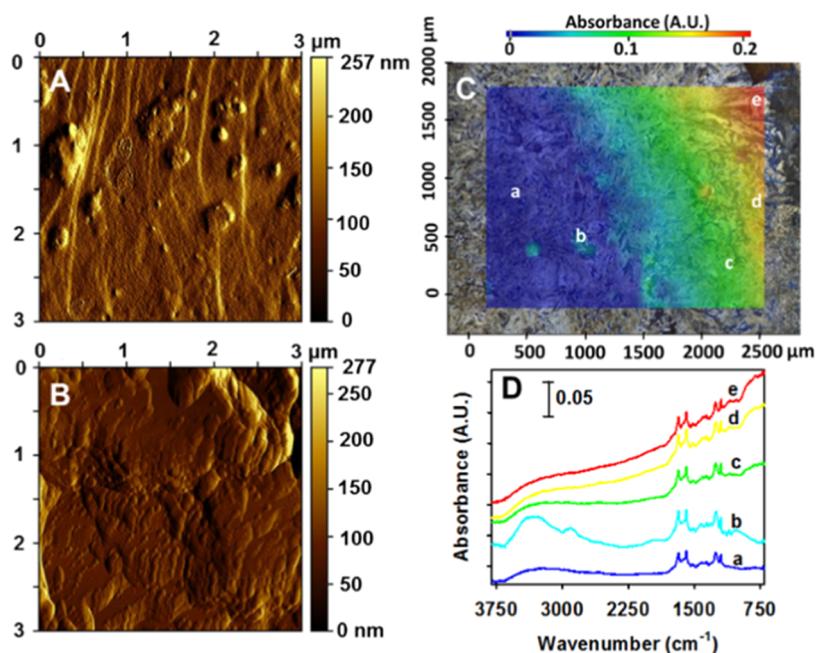 0 1 2 3 µm
A
0
1
2
3
257 nm
200
150
100
50
0
0 1 2 3 µm
B
0
1
2
3
277
250
200
150
100
50
0 nm
Absorbance (A.U.)
0 0.1 0.2
C
2000 µm
1500
1000
500
0
a
b
c
d
e
0 500 1000 1500 2000 2500 µm
D
0.05
Absorbance (A.U.)
e
d
c
b
a
3750 3000 2250 1500 750
Wavenumber (cm⁻¹)